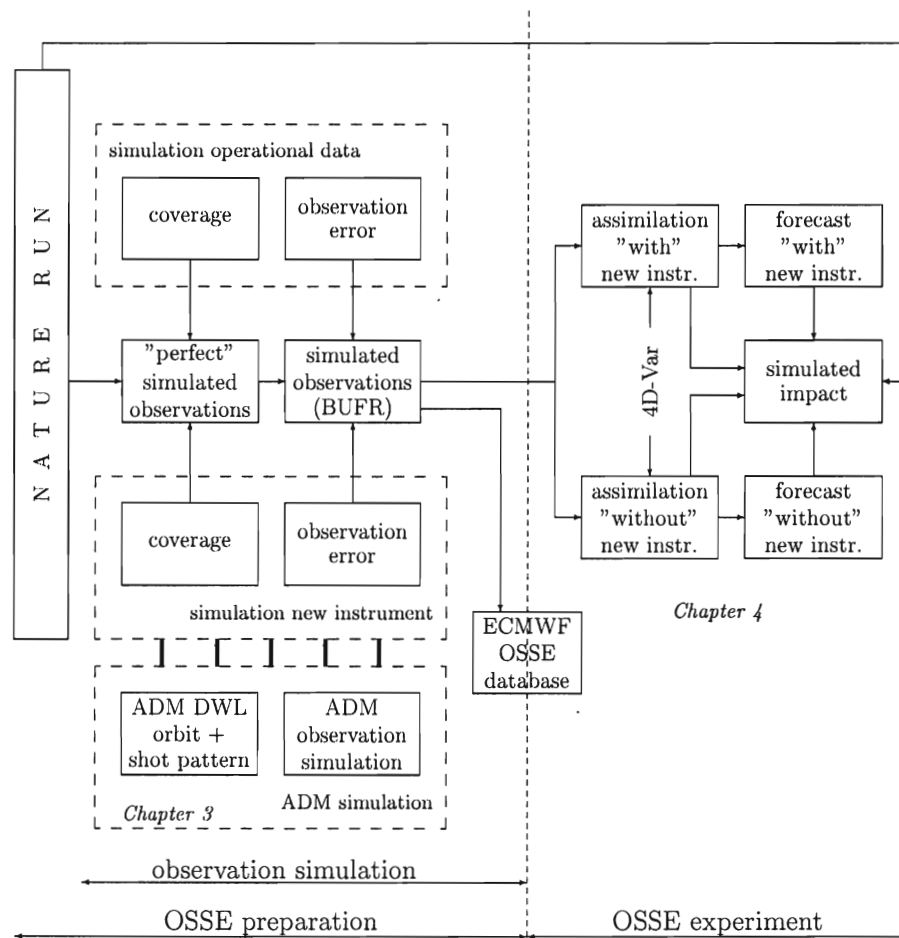 simulation operational data
coverage
observation
error
N A T U R E   R U N
"perfect"
simulated
observations
simulated
observations
(BUFR)
coverage
observation
error
simulation new instrument
ADM DWL
orbit +
shot pattern
ADM
observation
simulation
Chapter 3
ADM simulation
ECMWF
OSSE
database
assimilation
"with"
new instr.
forecast
"with"
new instr.
4D-Var
simulated
impact
assimilation
"without"
new instr.
forecast
"without"
new instr.
Chapter 4
observation simulation
OSSE preparation
OSSE experiment